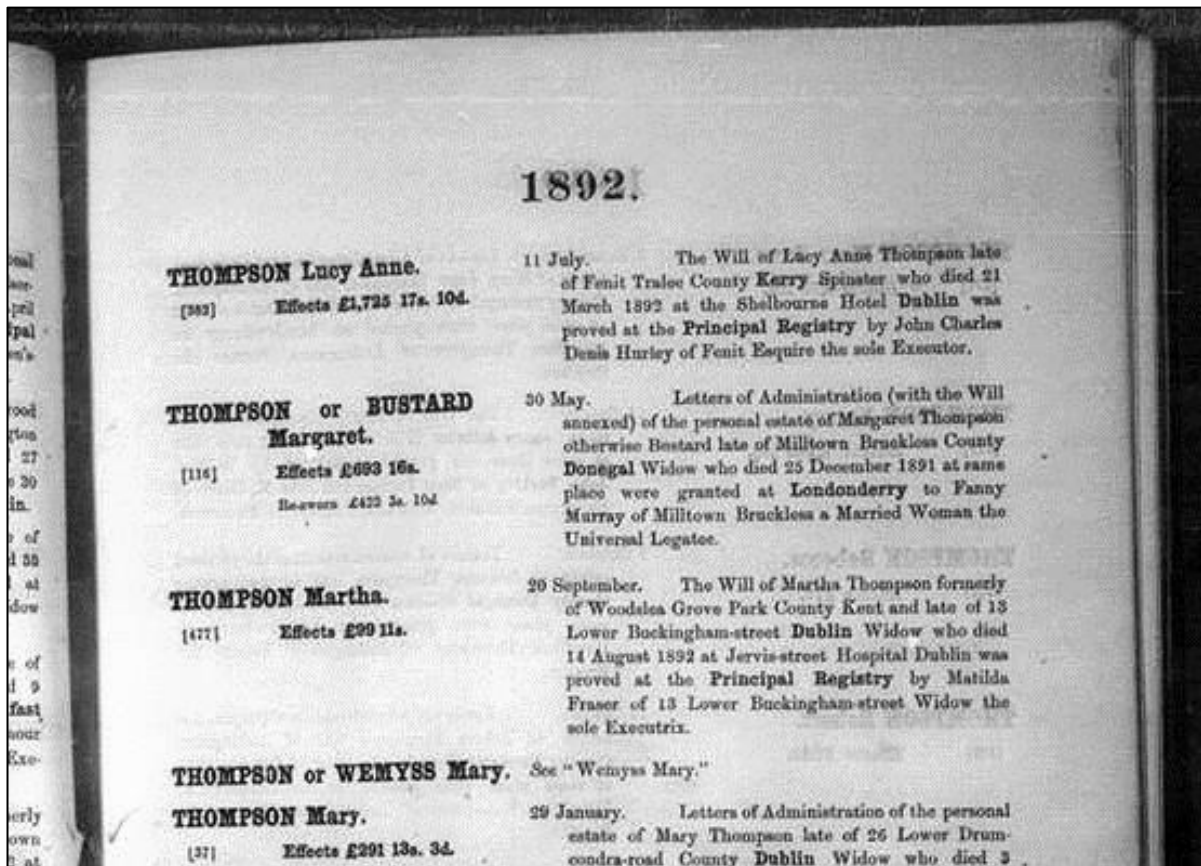 1892.
THOMPSON Lucy Anne.
[393] Effects £1,725 17s. 10d.
11 July. The Will of Lucy Anne Thompson late
of Fenit Tralee County Kerry Spinster who died 21
March 1892 at the Shelbourne Hotel Dublin was
proved at the Principal Registry by John Charles
Denis Hurley of Fenit Esquire the sole Executor.
THOMPSON or BUSTARD
Margaret.
[116] Effects £693 16s.
Re-sworn £422 3s. 10d
30 May. Letters of Administration (with the Will
annexed) of the personal estate of Margaret Thompson
otherwise Bustard late of Milltown Bruckless County
Donegal Widow who died 25 December 1891 at same
place were granted at Londonderry to Fanny
Murray of Milltown Bruckless a Married Woman the
Universal Legatee.
THOMPSON Martha.
[477] Effects £99 11s.
20 September. The Will of Martha Thompson formerly
of Woodslea Grove Park County Kent and late of 13
Lower Buckingham-street Dublin Widow who died
14 August 1892 at Jervis-street Hospital Dublin was
proved at the Principal Registry by Matilda
Fraser of 13 Lower Buckingham-street Widow the
sole Executrix.
THOMPSON or WEMYSS Mary. See "Wemyss Mary."
THOMPSON Mary.
[37] Effects £291 13s. 3d.
29 January. Letters of Administration of the personal
estate of Mary Thompson late of 26 Lower Drum-
condra-road County Dublin Widow who died 3